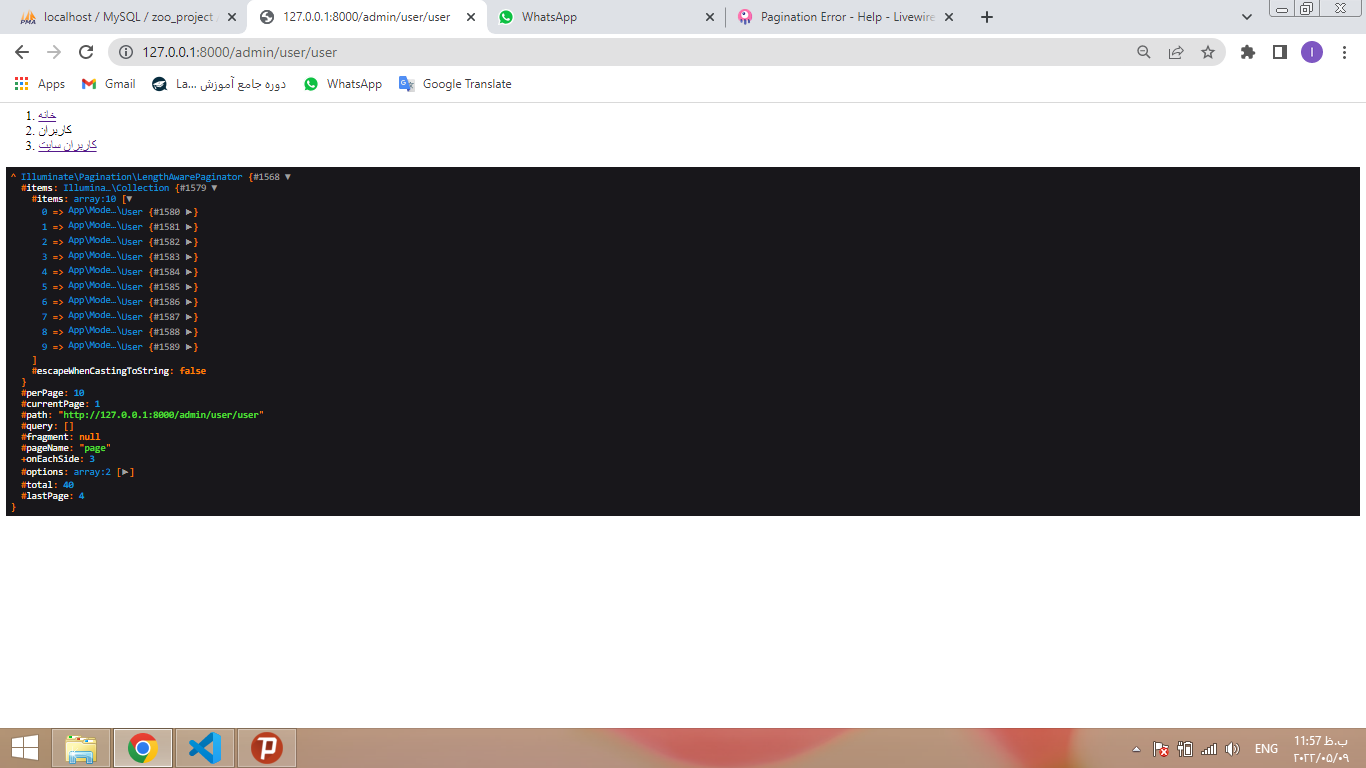 localhost / MySQL / zoo_project
127.0.0.1:8000/admin/user/user
WhatsApp
Pagination Error - Help - Livewire
127.0.0.1:8000/admin/user/user
Apps
Gmail
La... دوره جامع آموزش
WhatsApp
Google Translate
1. خانه
2. کاربران
3. کاربران سایت
^ Illuminate\Pagination\LengthAwarePaginator {#1568 ▼
#items: Illumina…\Collection {#1579 ▼
#items: array:10 [▼
0 => App\Mode…\User {#1580 ▶}
1 => App\Mode…\User {#1581 ▶}
2 => App\Mode…\User {#1582 ▶}
3 => App\Mode…\User {#1583 ▶}
4 => App\Mode…\User {#1584 ▶}
5 => App\Mode…\User {#1585 ▶}
6 => App\Mode…\User {#1586 ▶}
7 => App\Mode…\User {#1587 ▶}
8 => App\Mode…\User {#1588 ▶}
9 => App\Mode…\User {#1589 ▶}
]
#escapeWhenCastingToString: false
}
#perPage: 10
#currentPage: 1
#path: "http://127.0.0.1:8000/admin/user/user"
#query: []
#fragment: null
#pageName: "page"
+onEachSide: 3
#options: array:2 [▶]
#total: 40
#lastPage: 4
}
ENG
11:57 ب.ظ
۲۰۲۲/۰۵/۰۹